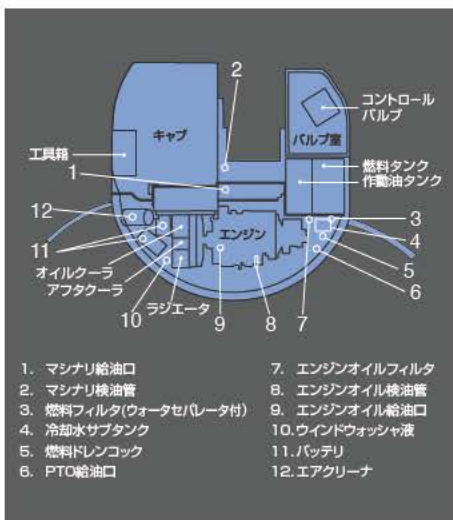 2
コントロール
バルブ
キャブ
バルブ室
工具箱
燃料タンク
1
作動油タンク
12
3
11
エンジン
4
オイルクーラ
5
アフタクーラ
6
ラジエータ
10
9
8
7
1. マシナリ給油口
2. マシナリ検油管
3. 燃料フィルタ(ウォータセパレータ付)
4. 冷却水サブタンク
5. 燃料ドレンコック
6. PTO給油口
7. エンジンオイルフィルタ
8. エンジンオイル検油管
9. エンジンオイル給油口
10.ウインドウォッシャ液
11.バッテリ
12.エアクリーナ